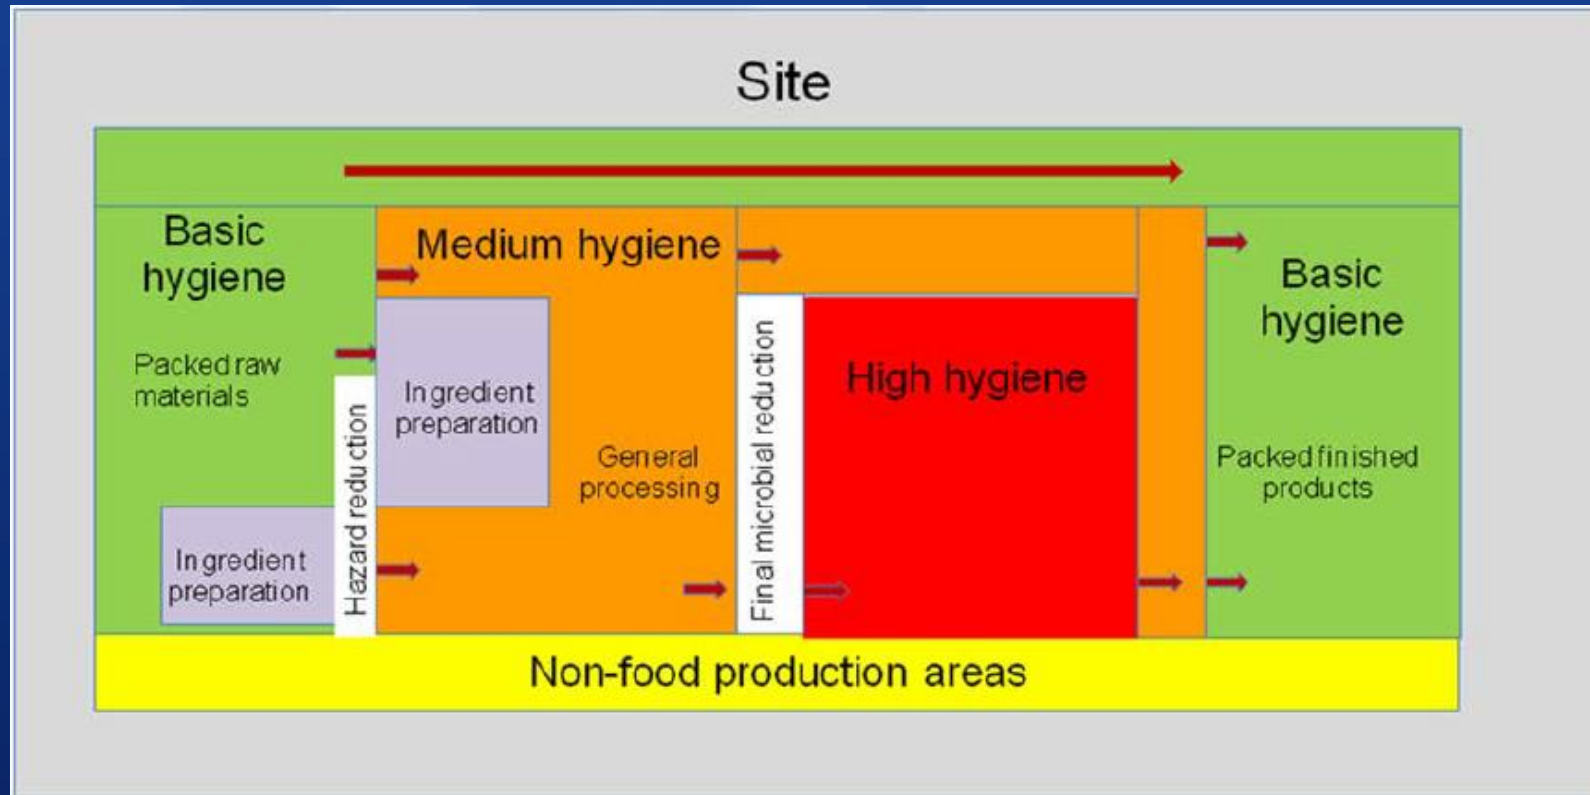 Site
Basic
hygiene
Packed raw
materials
Ingredient
preparation
Hazard reduction
Medium hygiene
Ingredient
preparation
General
processing
Final microbial reduction
High hygiene
Basic
hygiene
Packed finished
products
Non-food production areas